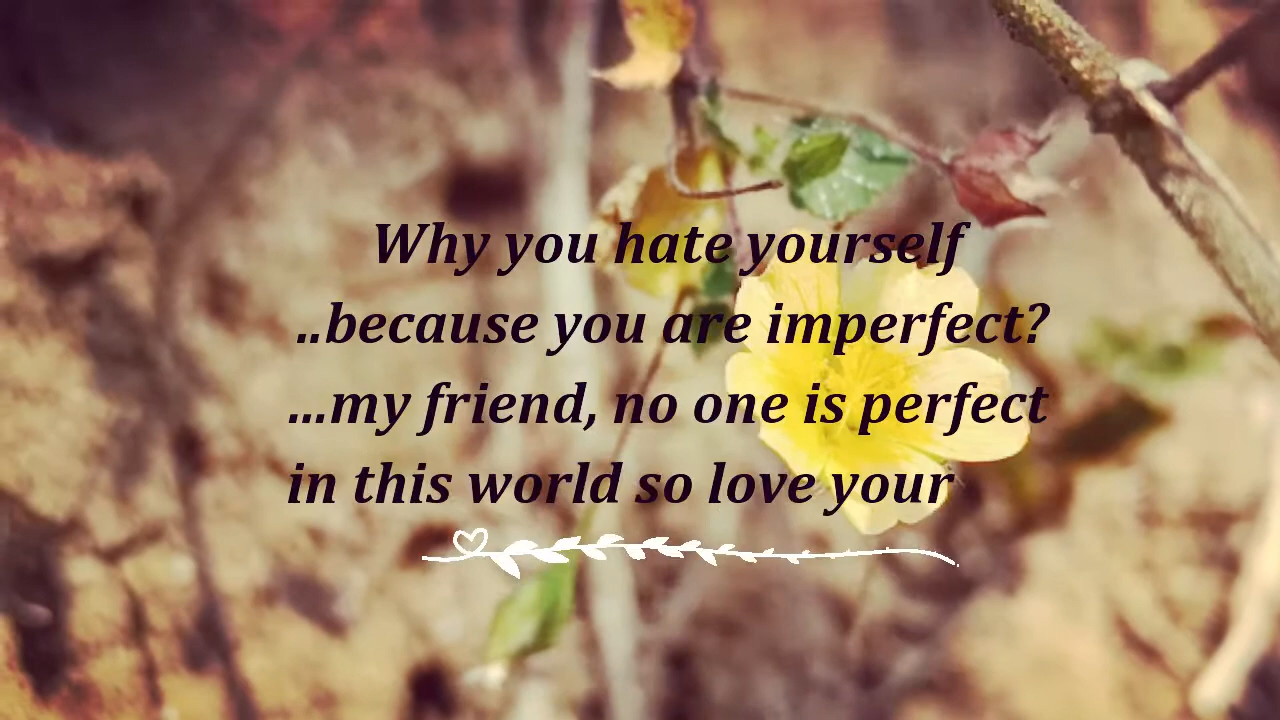 Why you hate yourself
..because you are imperfect?
...my friend, no one is perfect
in this world so love your